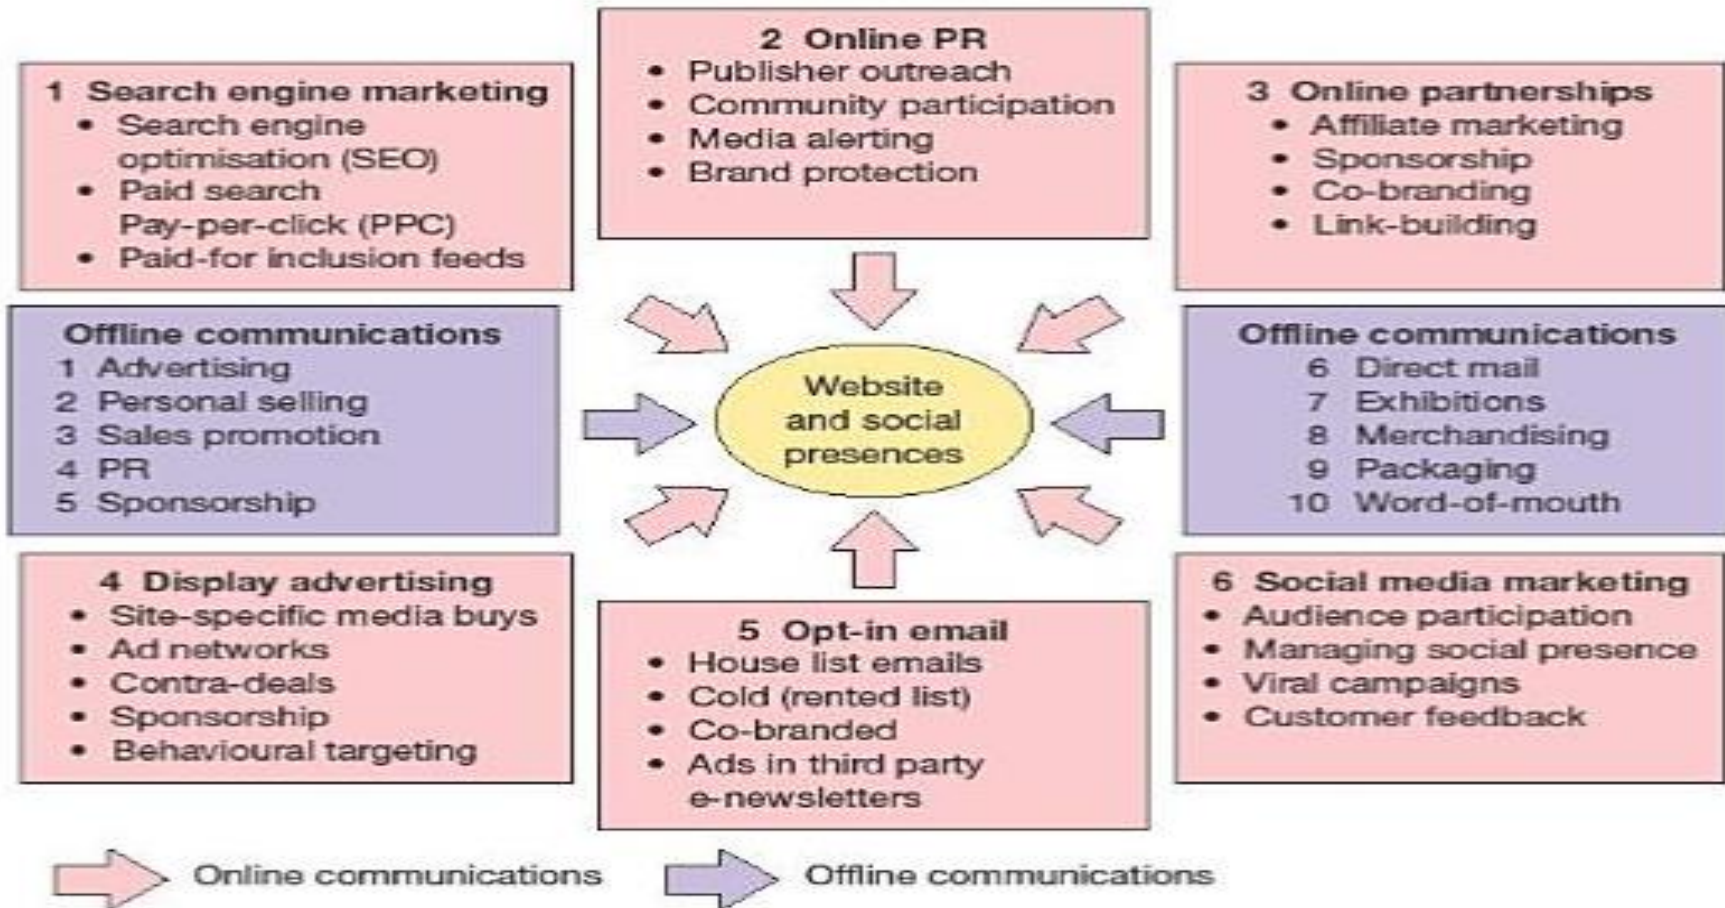 1 Search engine marketing
• Search engine
optimisation (SEO)
• Paid search
Pay-per-click (PPC)
• Paid-for inclusion feeds
2 Online PR
• Publisher outreach
• Community participation
• Media alerting
• Brand protection
3 Online partnerships
• Affiliate marketing
• Sponsorship
• Co-branding
• Link-building
Offline communications
1 Advertising
2 Personal selling
3 Sales promotion
4 PR
5 Sponsorship
Website
and social
presences
Offline communications
6 Direct mail
7 Exhibitions
8 Merchandising
9 Packaging
10 Word-of-mouth
4 Display advertising
• Site-specific media buys
• Ad networks
• Contra-deals
• Sponsorship
• Behavioural targeting
5 Opt-in email
• House list emails
• Cold (rented list)
• Co-branded
• Ads in third party
e-newsletters
6 Social media marketing
• Audience participation
• Managing social presence
• Viral campaigns
• Customer feedback
Online communications
Offline communications